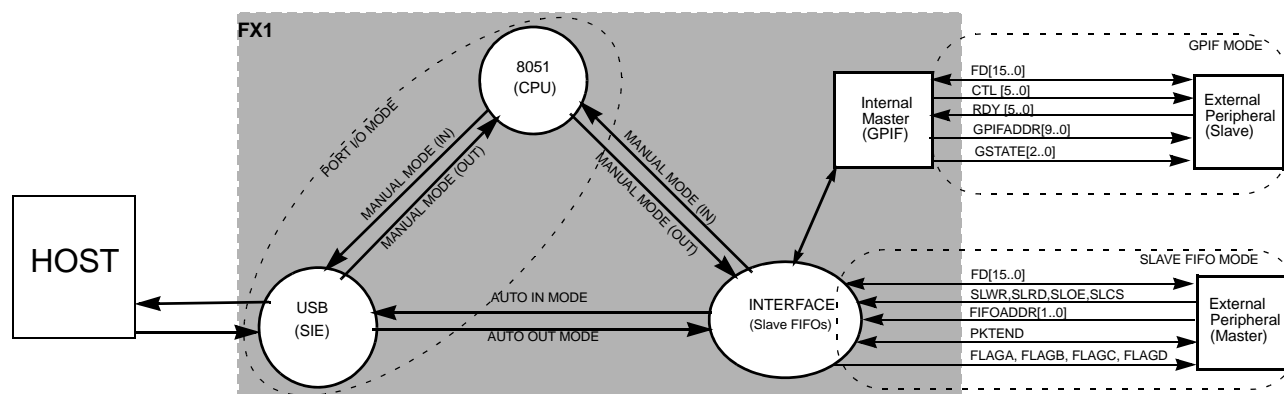 FX1
GPIF MODE
8051
(CPU)
PORT I/O MODE
MANUAL MODE (IN)
MANUAL MODE (OUT)
MANUAL MODE (IN)
MANUAL MODE (OUT)
Internal
Master
(GPIF)
FD[15..0]
CTL [5..0]
RDY [5..0]
GPIFADDR[9..0]
GSTATE[2..0]
External
Peripheral
(Slave)
HOST
USB
(SIE)
AUTO IN MODE
AUTO OUT MODE
INTERFACE
(Slave FIFOs)
SLAVE FIFO MODE
FD[15..0]
SLWR,SLRD,SLOE,SLCS
FIFOADDR[1..0]
PKTEND
FLAGA, FLAGB, FLAGC, FLAGD
External
Peripheral
(Master)